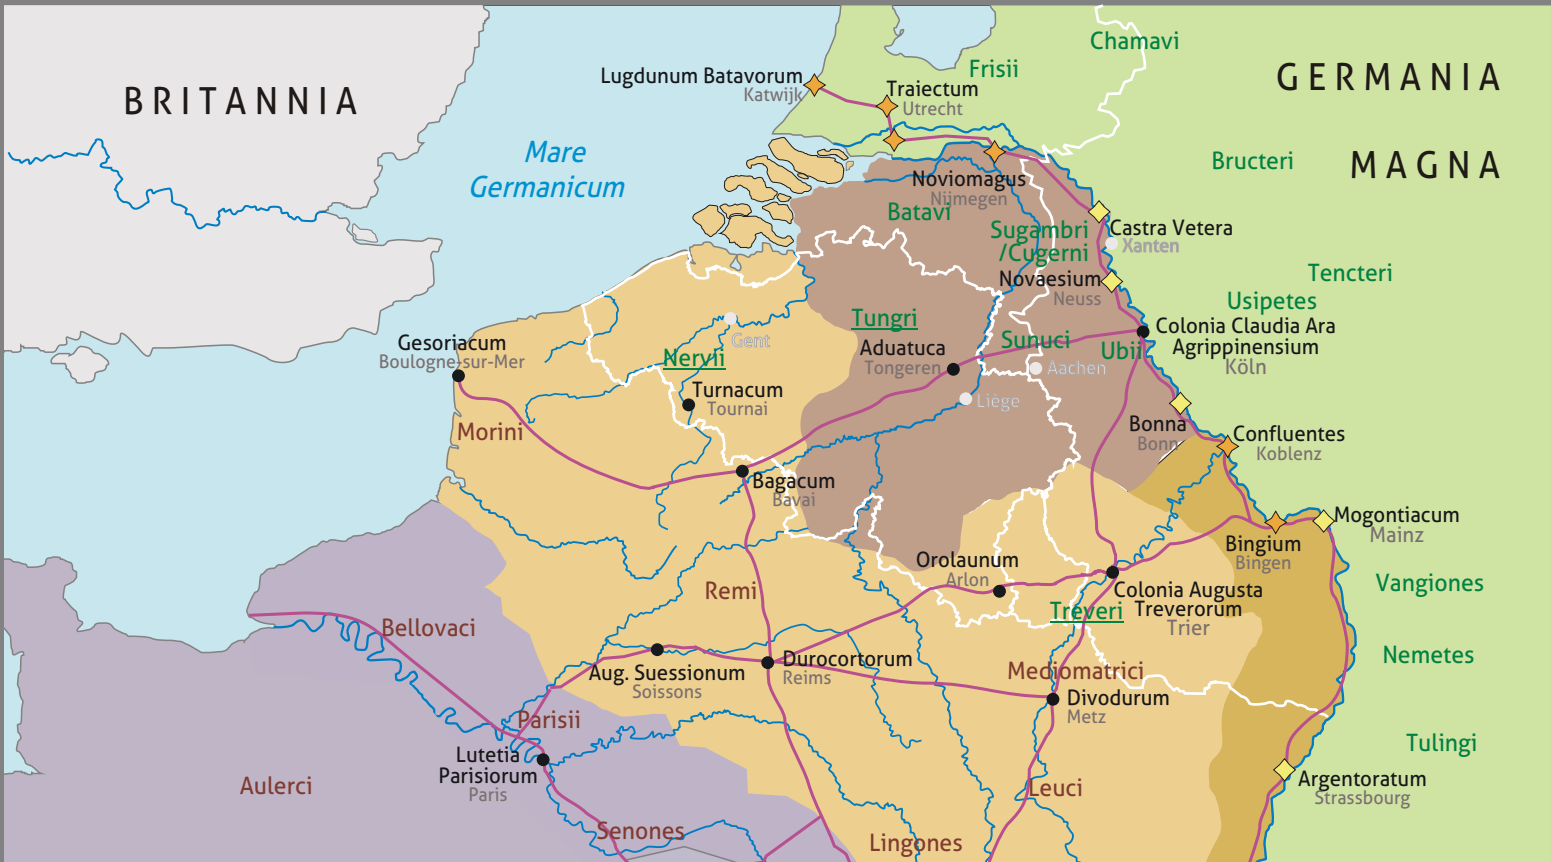 Chamavi
Frisii
GERMANIA
Lugdunum Batavorum
Katwijk
Traiectum
Utrecht
BRITANNIA
Mare
Germanicum
Bructeri
MAGNA
Noviomagus
Nijmegen
Batavi
Sugambri
/Cugerni
Castra Vetera
Xanten
Tencteri
Novaesium
Neuss
Usipetes
Tungri
Gent
Gesoriacum
Boulogne-sur-Mer
Nervii
Aduatuca
Tongeren
Sunuci
Ubii
Colonia Claudia Ara
Agrippinensium
Köln
Aachen
Turnacum
Tournai
Liège
Morini
Bonna
Bonn
Confluentes
Koblenz
Bagacum
Bavai
Mogontiacum
Mainz
Bingium
Bingen
Orolaunum
Arlon
Remi
Colonia Augusta
Treverorum
Trier
Treveri
Vangiones
Bellovaci
Nemetes
Aug. Suessionum
Soissons
Durocortorum
Reims
Mediomatrici
Divodurum
Metz
Parisii
Tulingi
Lutetia
Parisiorum
Paris
Aulerci
Leuci
Argentoratum
Strassbourg
Senones
Lingones